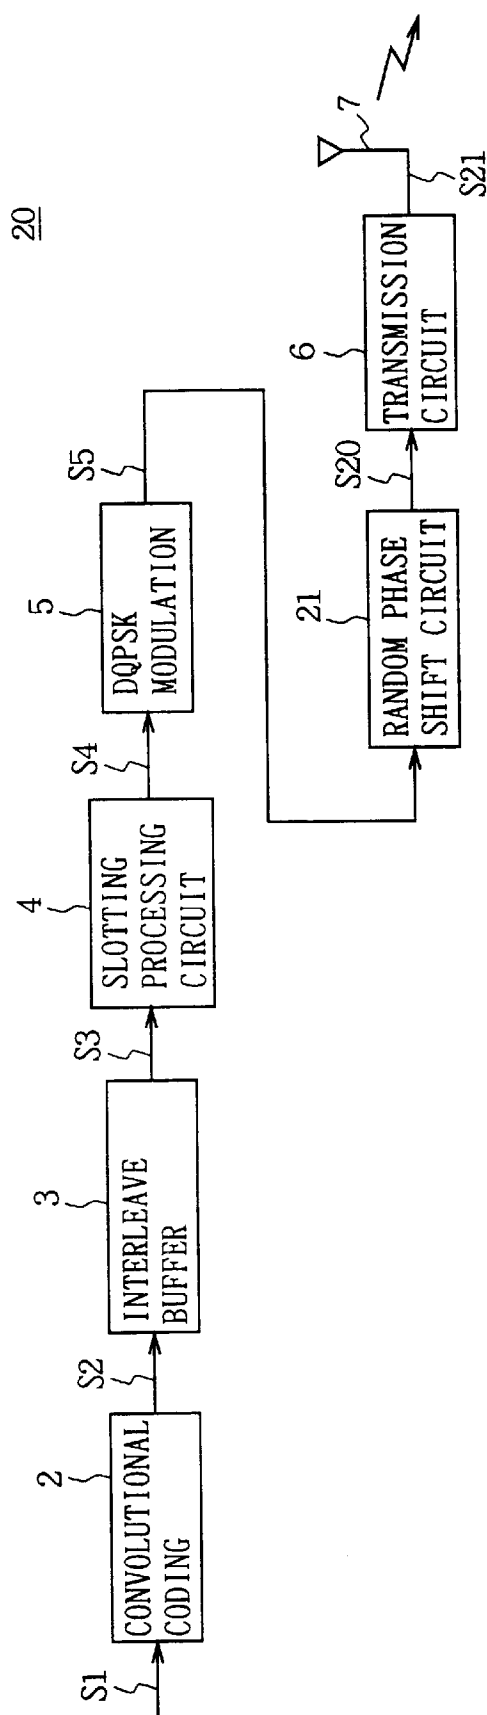 20
S1
2
CONVOLUTIONAL
CODING
S2
3
INTERLEAVE
BUFFER
S3
4
SLOTTING
PROCESSING
CIRCUIT
S4
5
DQPSK
MODULATION
S5
21
RANDOM PHASE
SHIFT CIRCUIT
S20
6
TRANSMISSION
CIRCUIT
S21
7